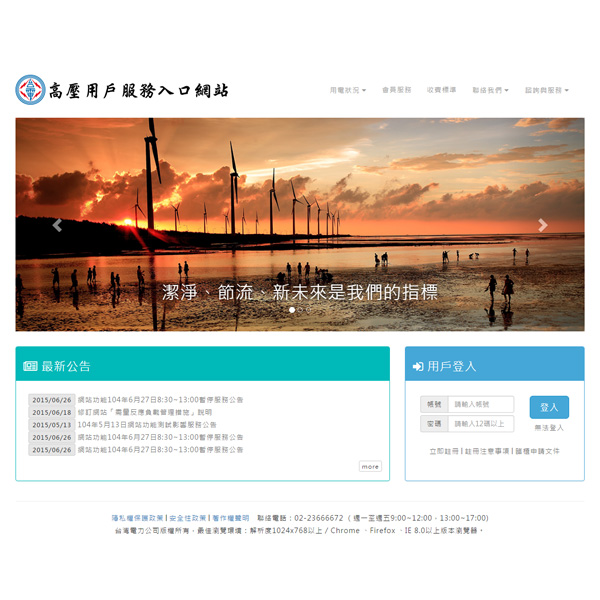 高壓用戶服務入口網站
用電狀況 會員服務 收費標準 聯絡我們 諮詢與服務
潔淨、節流、新未來是我們的指標
最新公告
2015/06/26 網站功能104年6月27日8:30~13:00暫停服務公告
2015/06/18 修訂網站「需量反應負載管理措施」說明
2015/05/13 104年5月13日網站功能測試影響服務公告
2015/06/26 網站功能104年6月27日8:30~13:00暫停服務公告
2015/06/26 網站功能104年6月27日8:30~13:00暫停服務公告
more
用戶登入
帳號 請輸入帳號
密碼 請輸入12碼以上
登入
無法登入
立即註冊 | 註冊注意事項 | 臨櫃申請文件
隱私權保護政策 | 安全性政策 | 著作權聲明 聯絡電話：02-23666672 ( 週一至週五9:00~12:00、13:00~17:00)
台灣電力公司版權所有，最佳瀏覽環境：解析度1024x768以上 / Chrome 、Firefox 、IE 8.0以上版本瀏覽器。